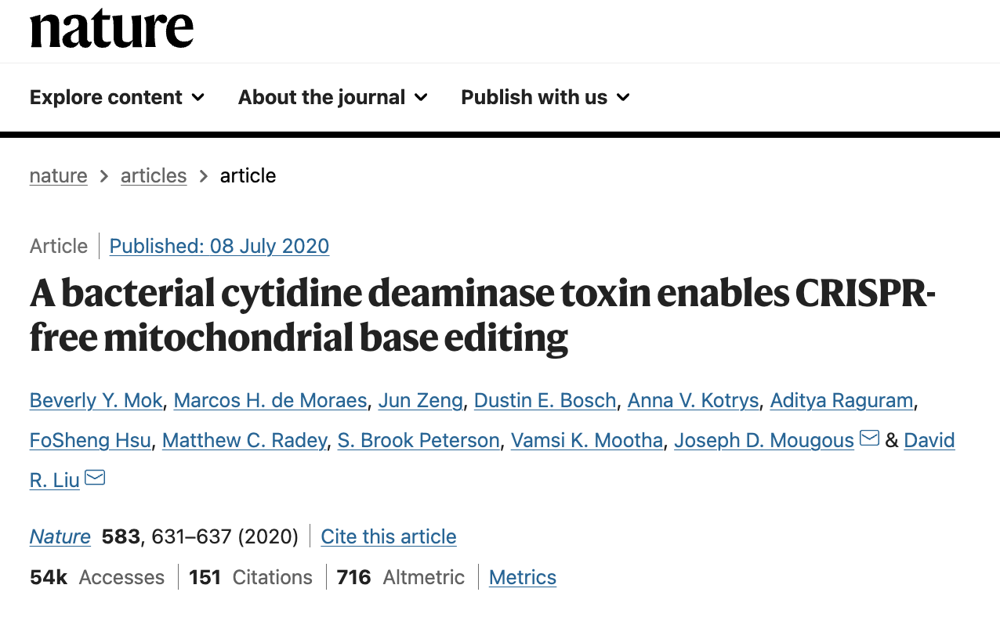 nature
Explore content About the journal Publish with us
nature > articles > article
Article Published: 08 July 2020
A bacterial cytidine deaminase toxin enables CRISPR-
free mitochondrial base editing
Beverly Y. Mok, Marcos H. de Moraes, Jun Zeng, Dustin E. Bosch, Anna V. Kotrys, Aditya Raguram,
FoSheng Hsu, Matthew C. Radey, S. Brook Peterson, Vamsi K. Mootha, Joseph D. Mougous & David
R. Liu
Nature 583, 631–637 (2020) Cite this article
54k Accesses 151 Citations 716 Altmetric Metrics